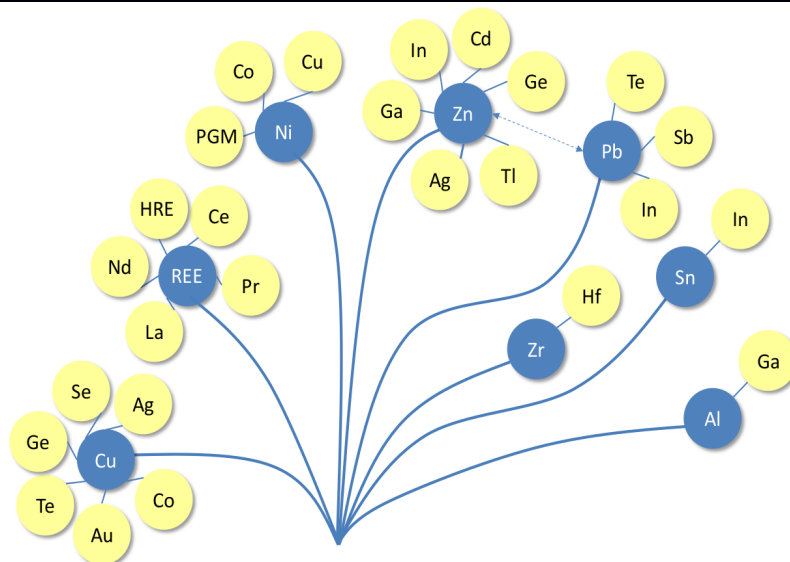 Co
Cu
PGM
Ni
In
Cd
Ge
Ga
Zn
Ag
Tl
Te
Pb
Sb
In
HRE
Ce
Nd
REE
Pr
La
In
Sn
Hf
Zr
Ga
Al
Se
Ag
Ge
Cu
Te
Co
Au